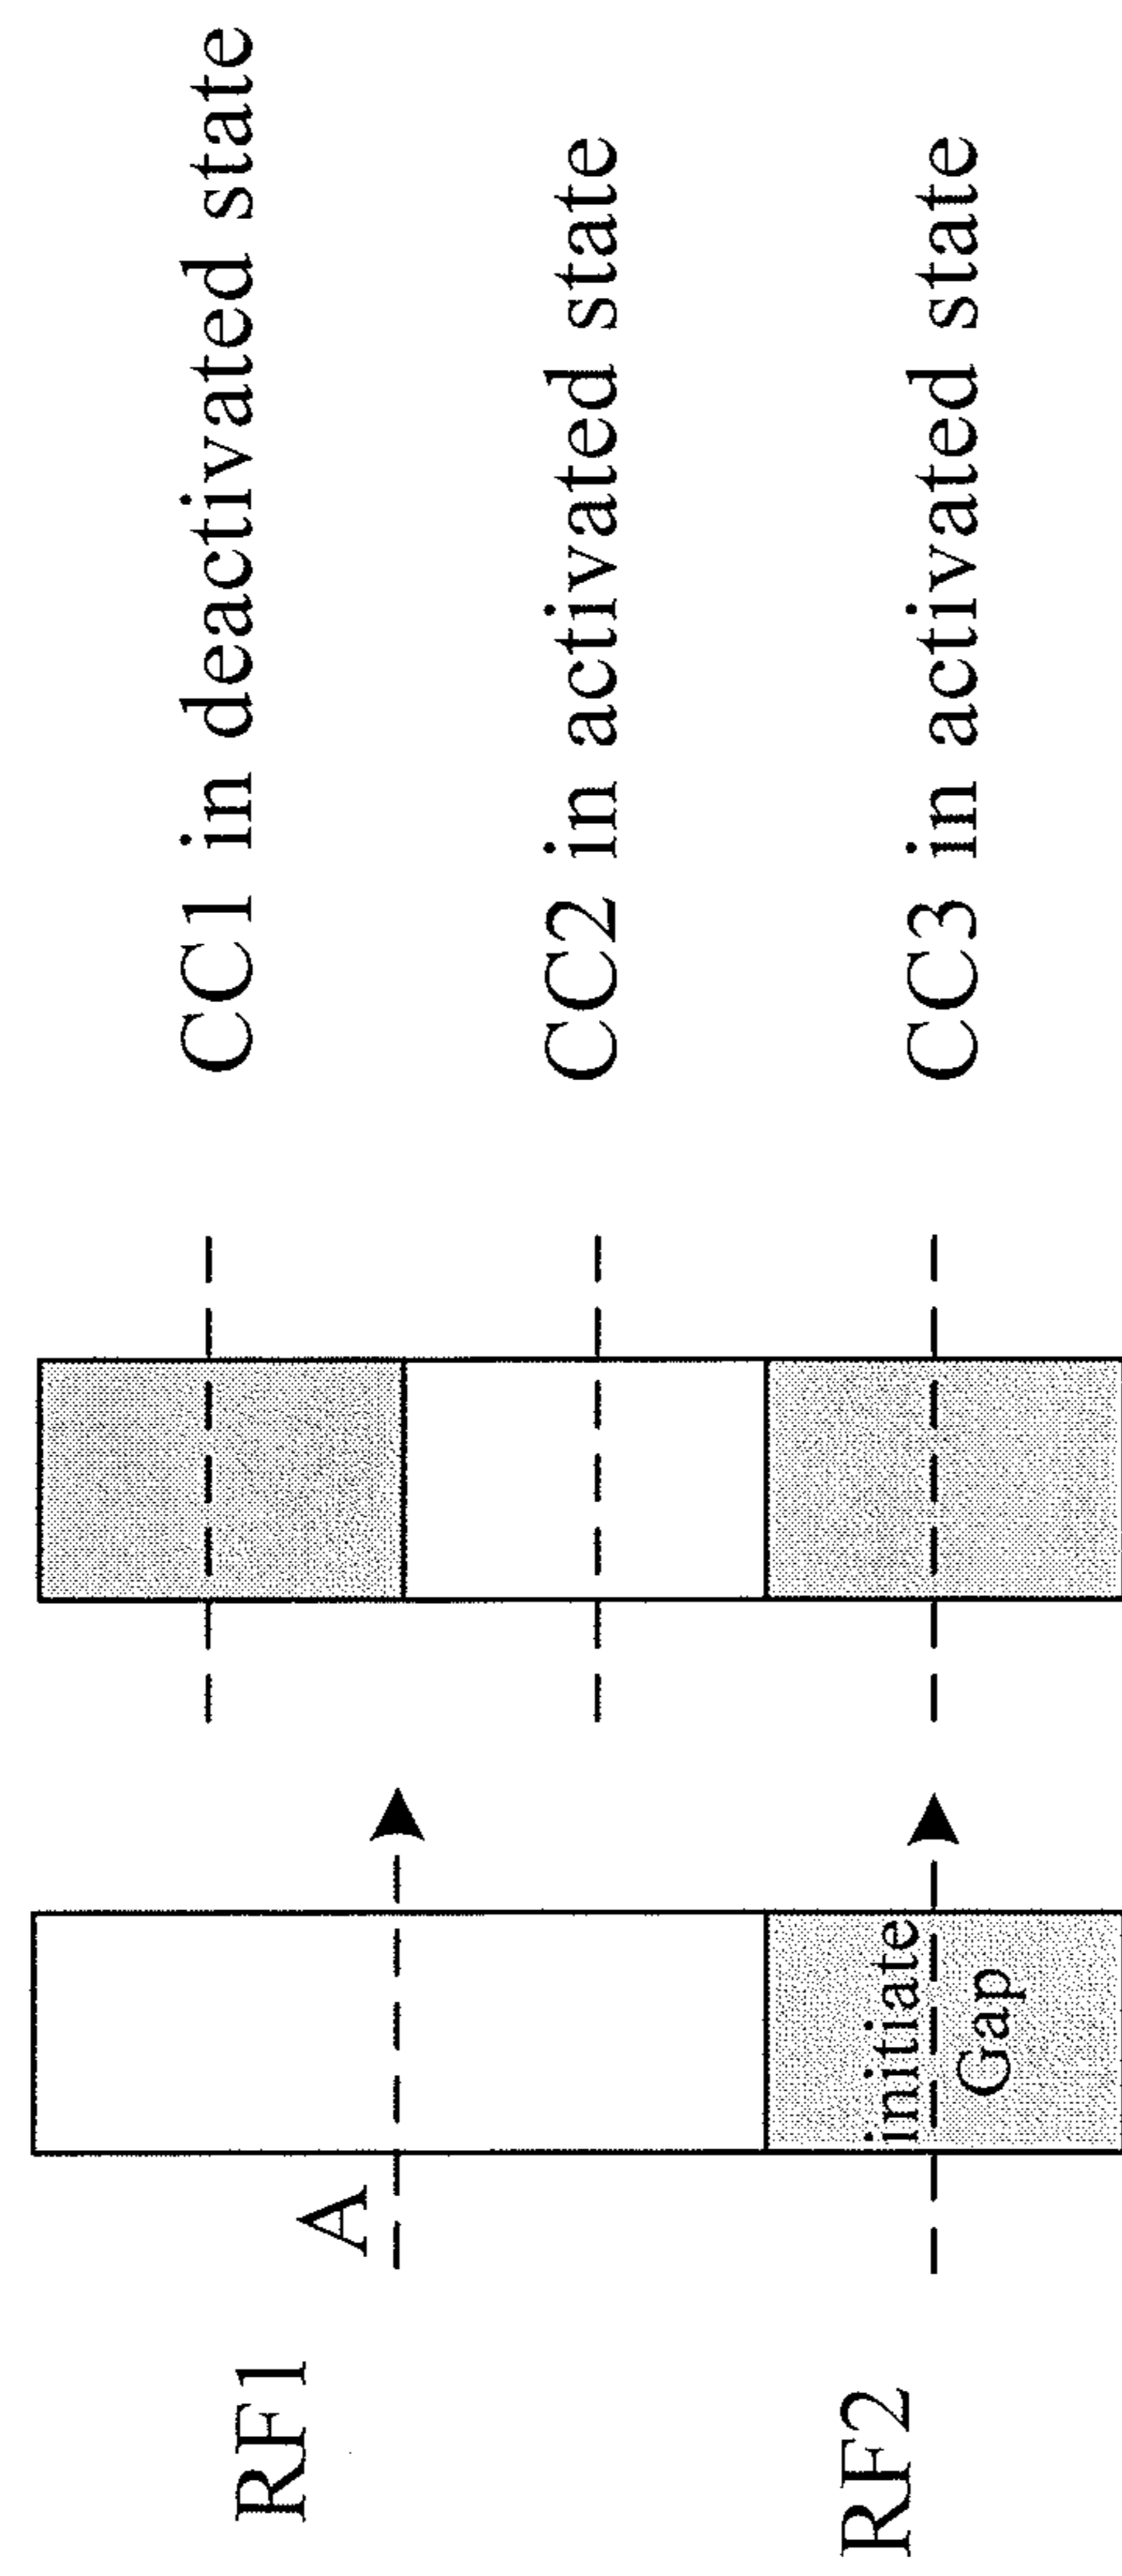 RF1
A
CC1 in deactivated state
CC2 in activated state
RF2
initiate
Gap
CC3 in activated state